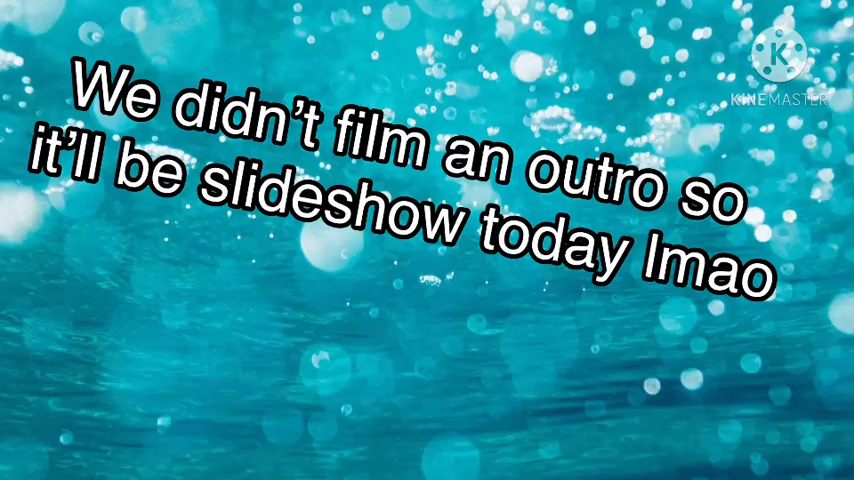 K
KINEMASTER
We didn’t film an outro so
it’ll be slideshow today lmao